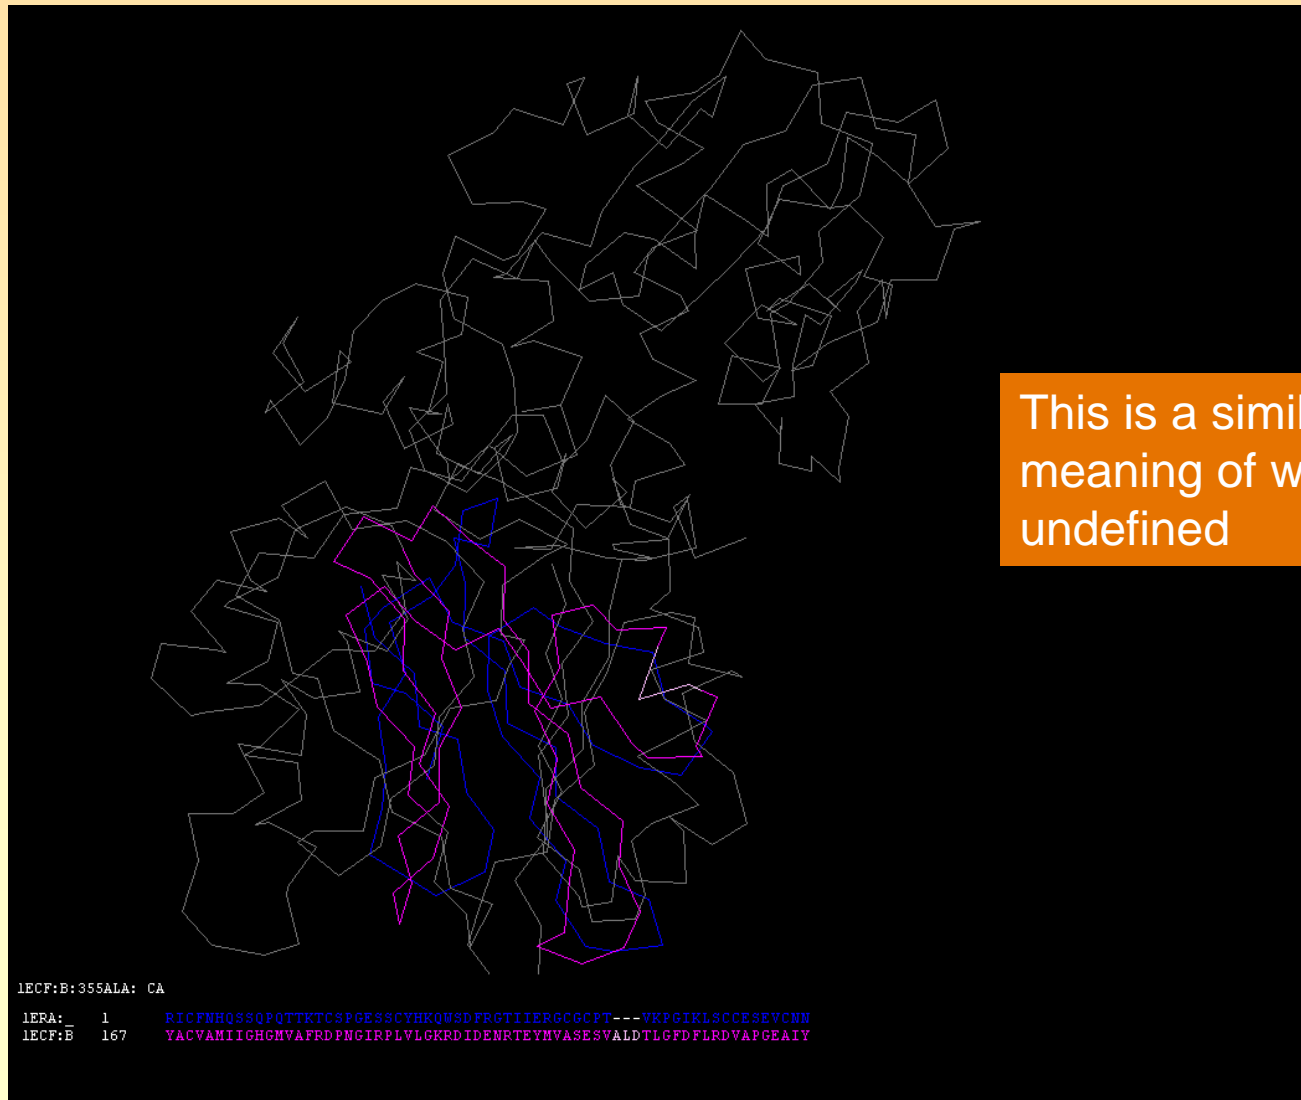 This is a simil
meaning of w
undefined
1ECF:B:355ALA: CA
1ERA:_ 1 RICFNHQSSQPQTTKTCSPGESSCYHKQWSDFRGTIIERGCGCPT---VKPGIKLSCCESEVCNN
1ECF:B 167 YACVAMIIGHGMVAFRDPNGIRPLVLGKRDIDENRTEYMVASESVALDTLGFDFLRDVAPGEAIY